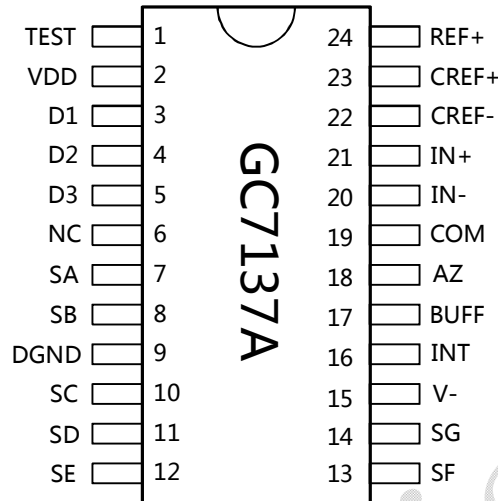 TEST 1 24 REF+
VDD 2 23 CREF+
D1 3 22 CREF-
D2 4 21 IN+
D3 5 20 IN-
NC 6 19 COM
SA 7 18 AZ
SB 8 17 BUFF
DGND 9 16 INT
SC 10 15 V-
SD 11 14 SG
SE 12 13 SF
GC7137A